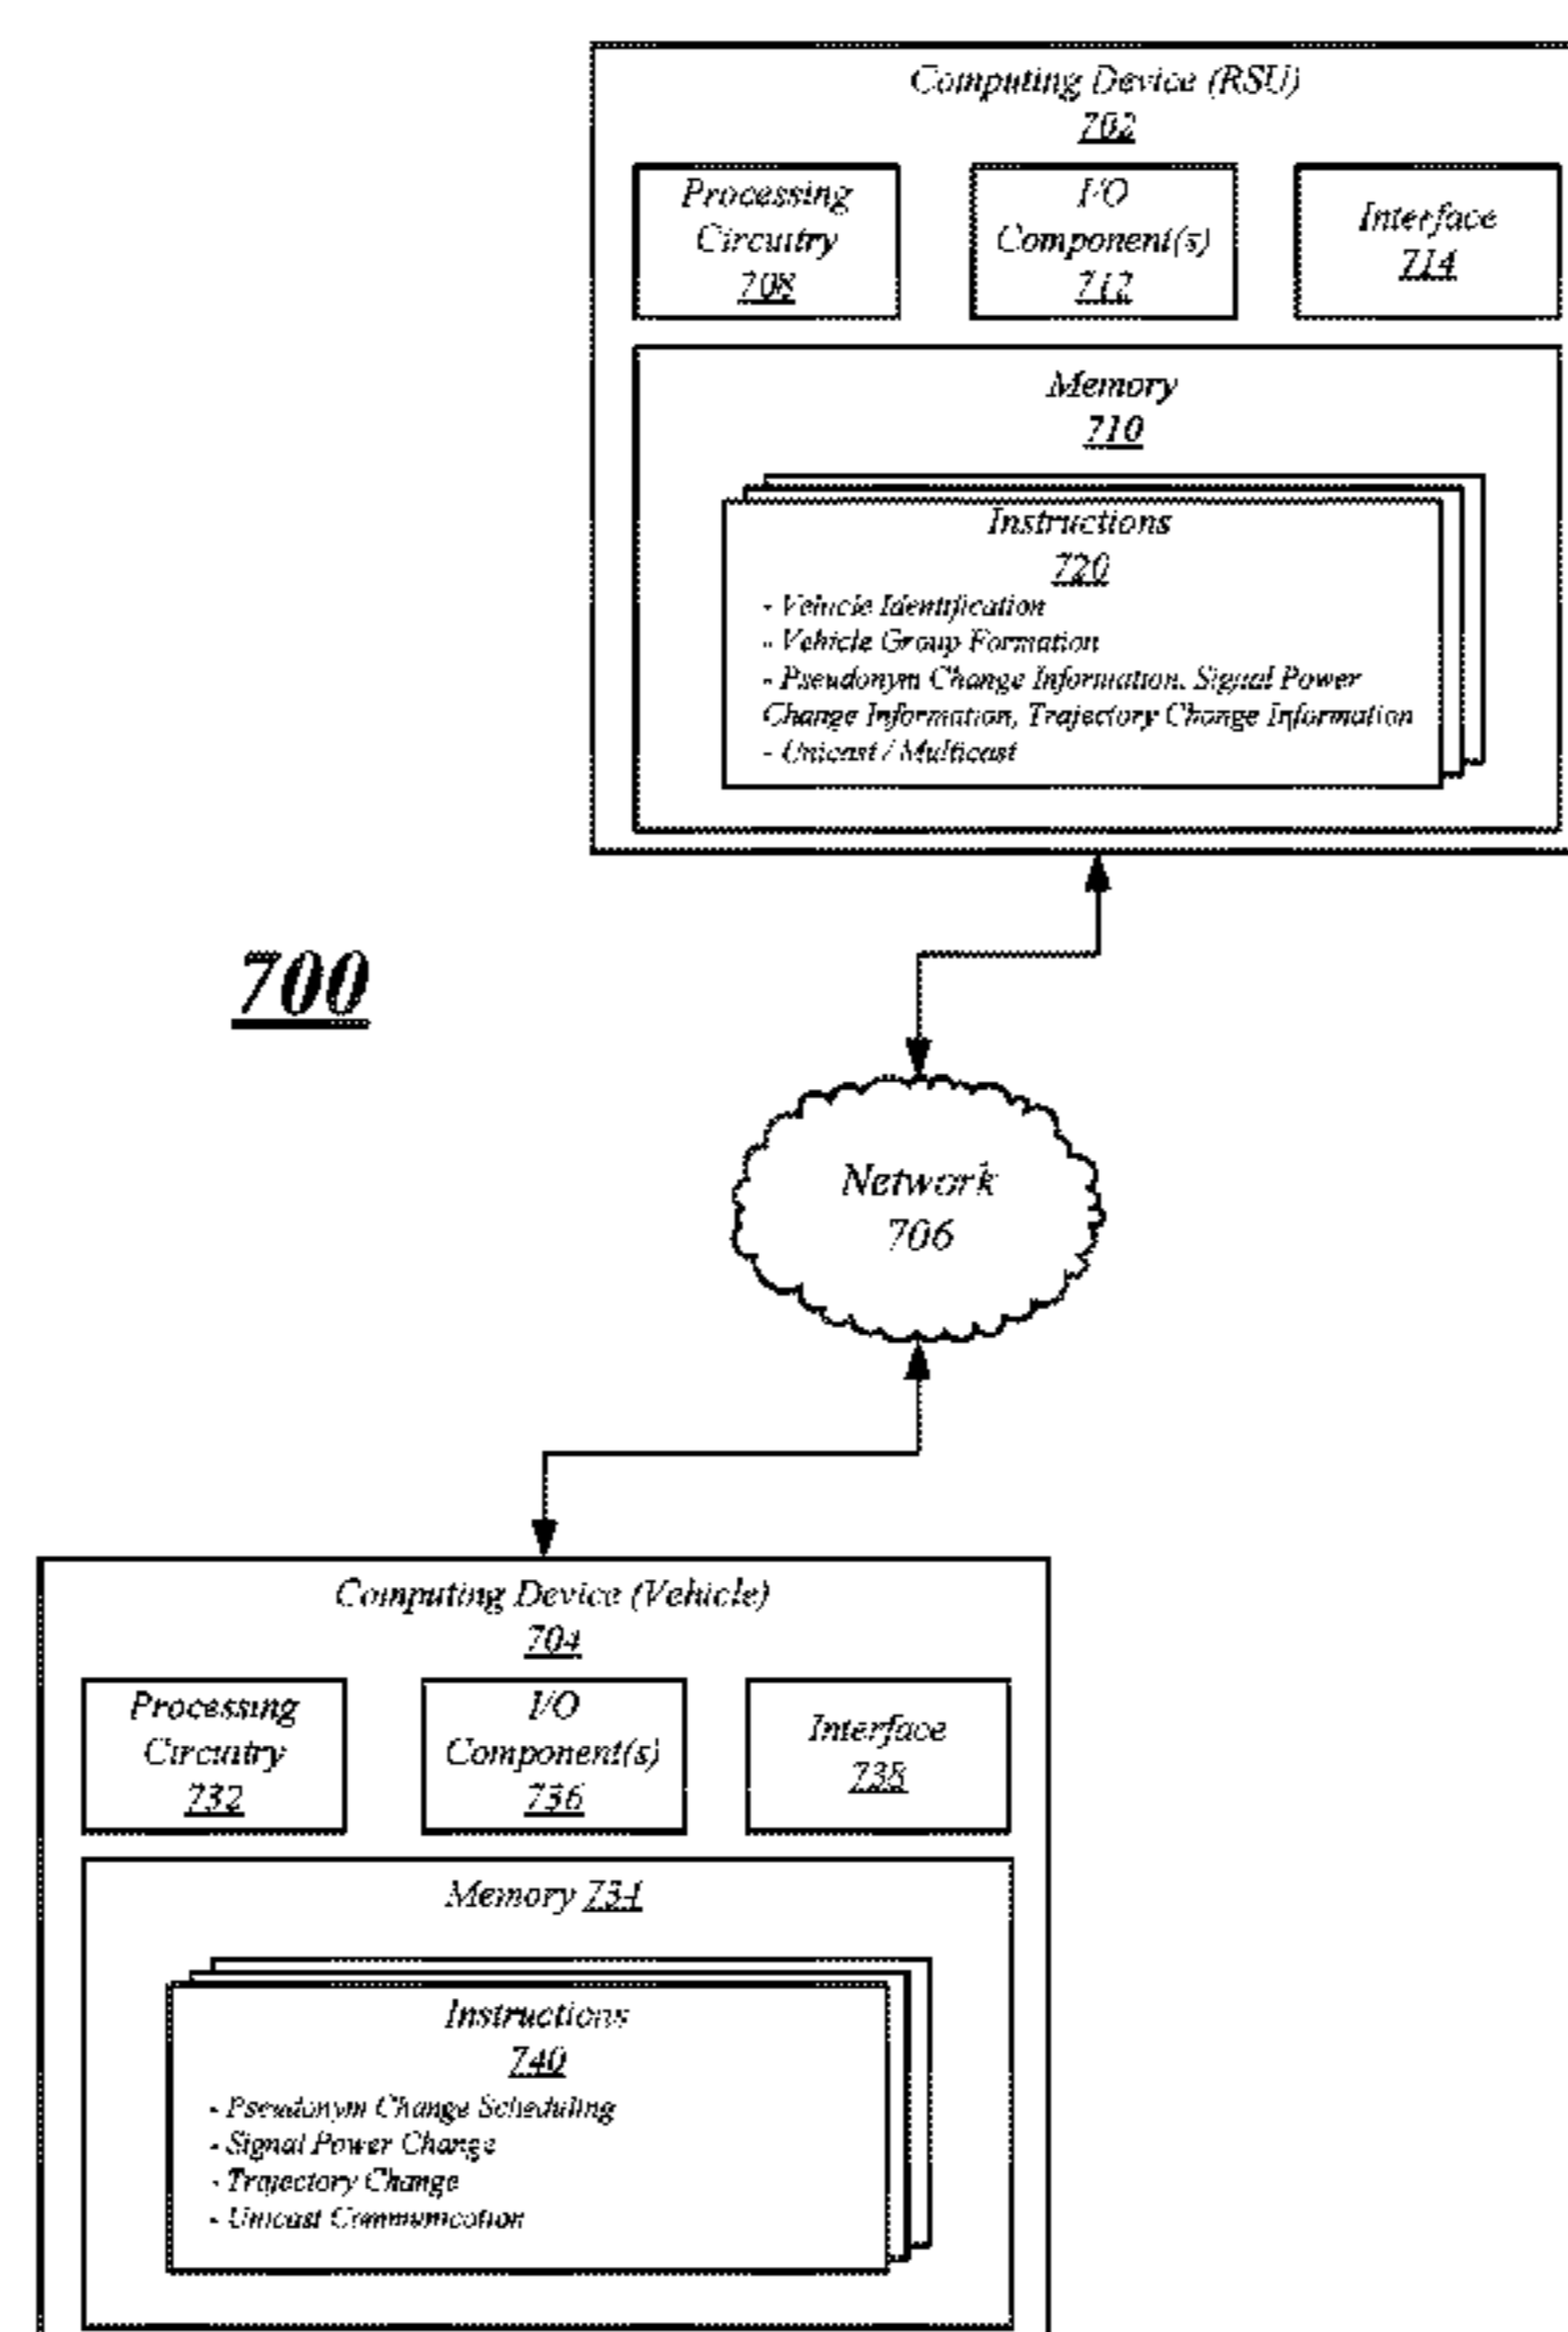 Computing Device (RSU)
702
Processing
Circuitry
708
I/O
Component(s)
712
Interface
714
Memory
710
Instructions
720
- Vehicle Identification
- Vehicle Group Formation
- Pseudonym Change Information, Signal Power
Change Information, Trajectory Change Information
- Unicast / Multicast
700
Network
706
Computing Device (Vehicle)
704
Processing
Circuitry
732
I/O
Component(s)
736
Interface
738
Memory 734
Instructions
740
- Pseudonym Change Scheduling
- Signal Power Change
- Trajectory Change
- Unicast Communication